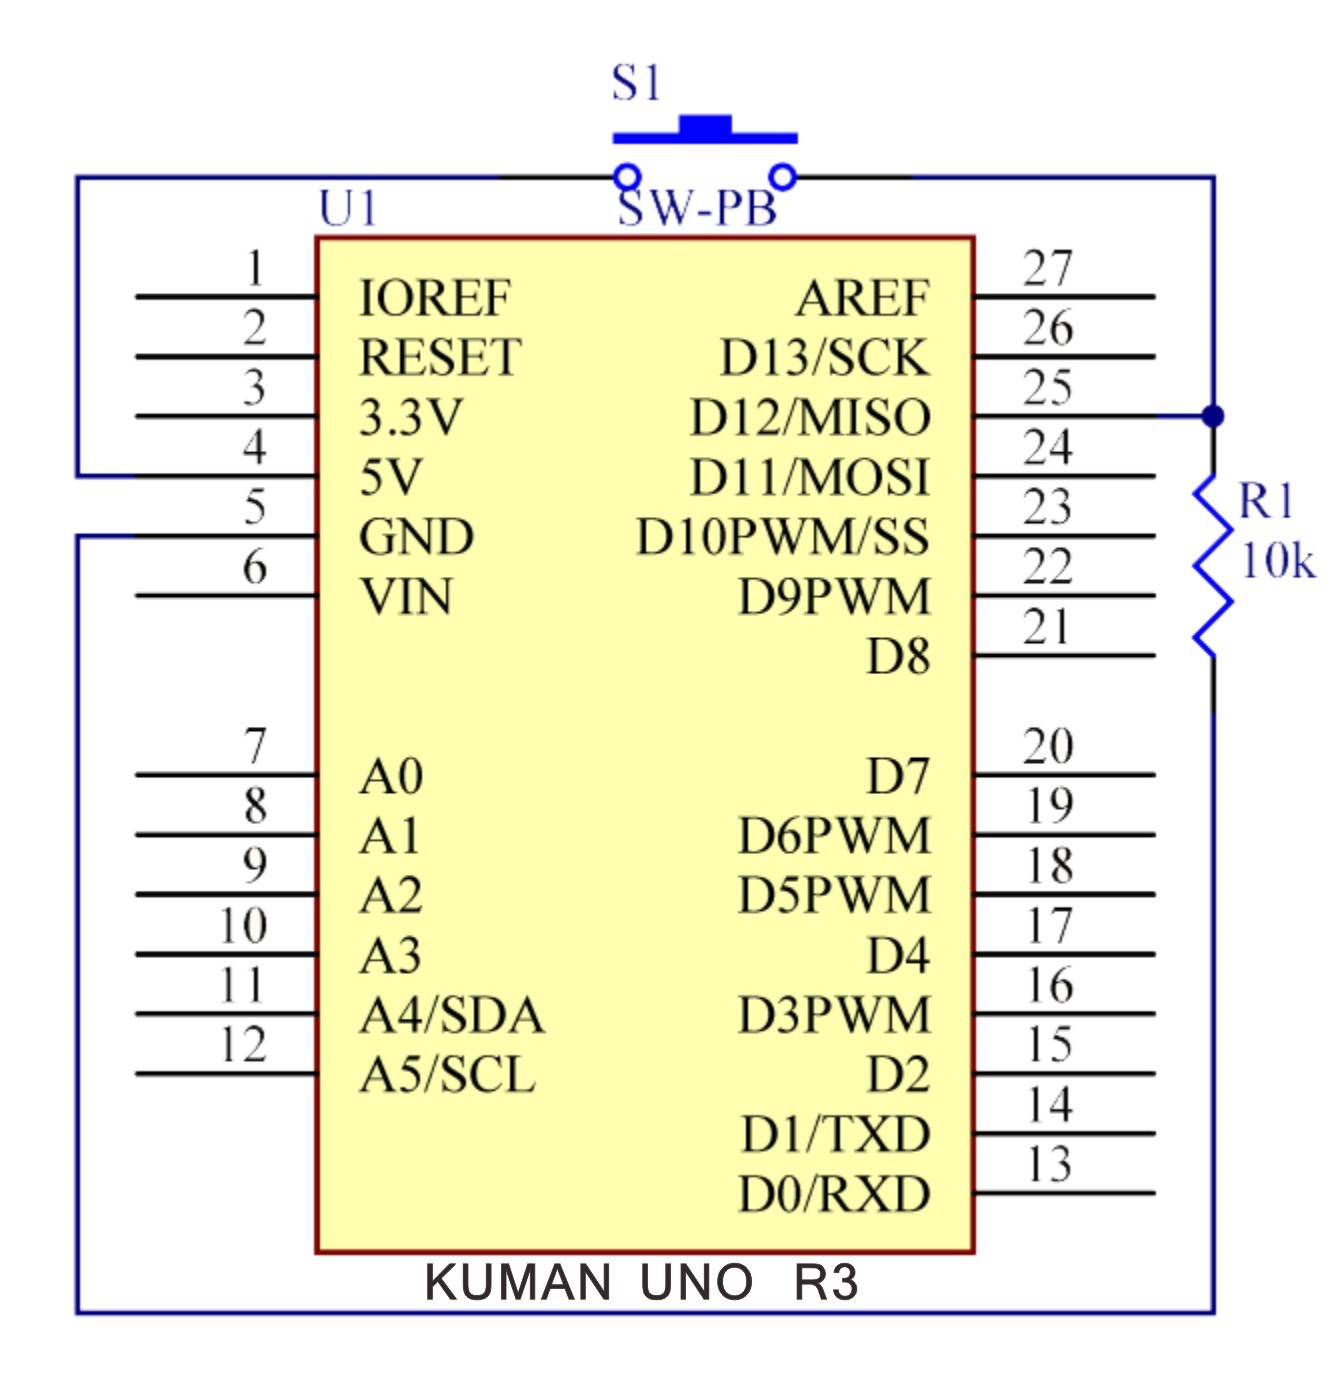 S1
SW-PB
U1
1 IOREF AREF 27
2 RESET D13/SCK 26
3 3.3V D12/MISO 25
4 5V D11/MOSI 24
5 GND D10PWM/SS 23
6 VIN D9PWM 22
D8 21
R1
10k
7 A0 D7 20
8 A1 D6PWM 19
9 A2 D5PWM 18
10 A3 D4 17
11 A4/SDA D3PWM 16
12 A5/SCL D2 15
D1/TXD 14
D0/RXD 13
KUMAN UNO R3